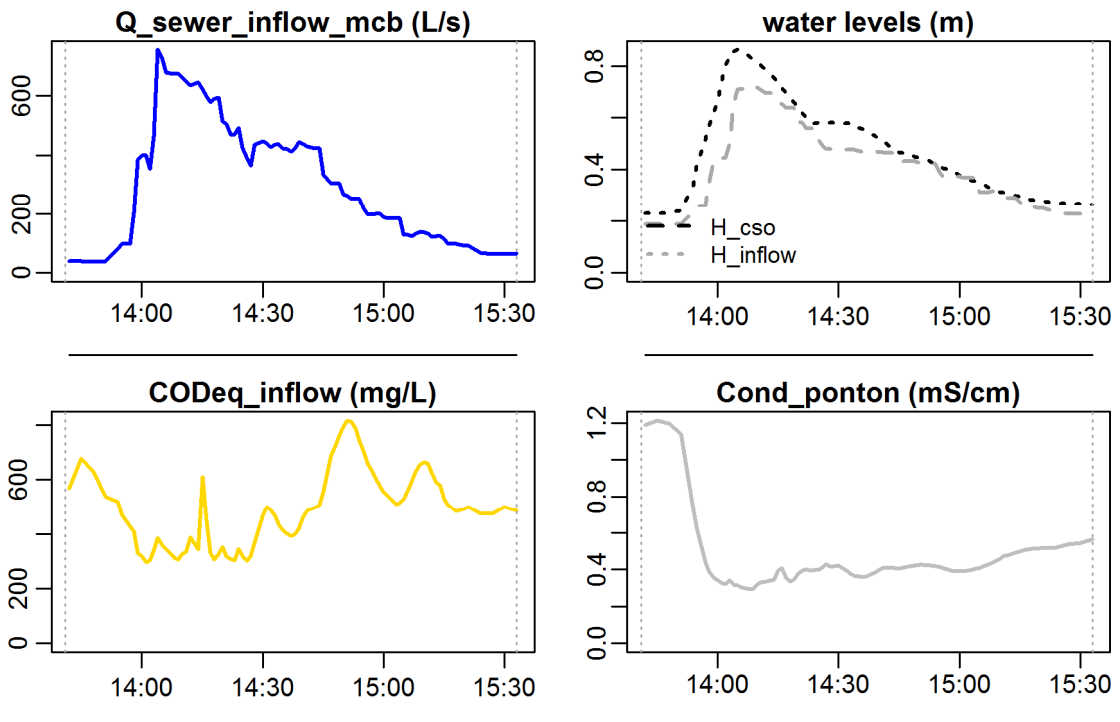 Q_sewer_inflow_mcb (L/s)
0 200 600
14:00 14:30 15:00 15:30
water levels (m)
0.0 0.4 0.8
H_cso
H_inflow
14:00 14:30 15:00 15:30
CODeq_inflow (mg/L)
0 200 600
14:00 14:30 15:00 15:30
Cond_ponton (mS/cm)
0.0 0.4 0.8 1.2
14:00 14:30 15:00 15:30